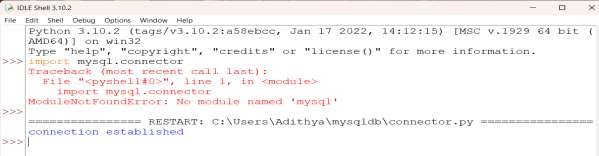 IDLE Shell 3.10.2
File Edit Shell Debug Options Window Help
Python 3.10.2 (tags/v3.10.2:a58ebcc, Jan 17 2022, 14:12:15) [MSC v.1929 64 bit (
AMD64)] on win32
Type "help", "copyright", "credits" or "license()" for more information.
>>> import mysql.connector
Traceback (most recent call last):
  File "<pyshell#0>", line 1, in <module>
    import mysql.connector
ModuleNotFoundError: No module named 'mysql'
>>>
================ RESTART: C:\Users\Adithya\mysqldb\connector.py ================
connection established
>>>